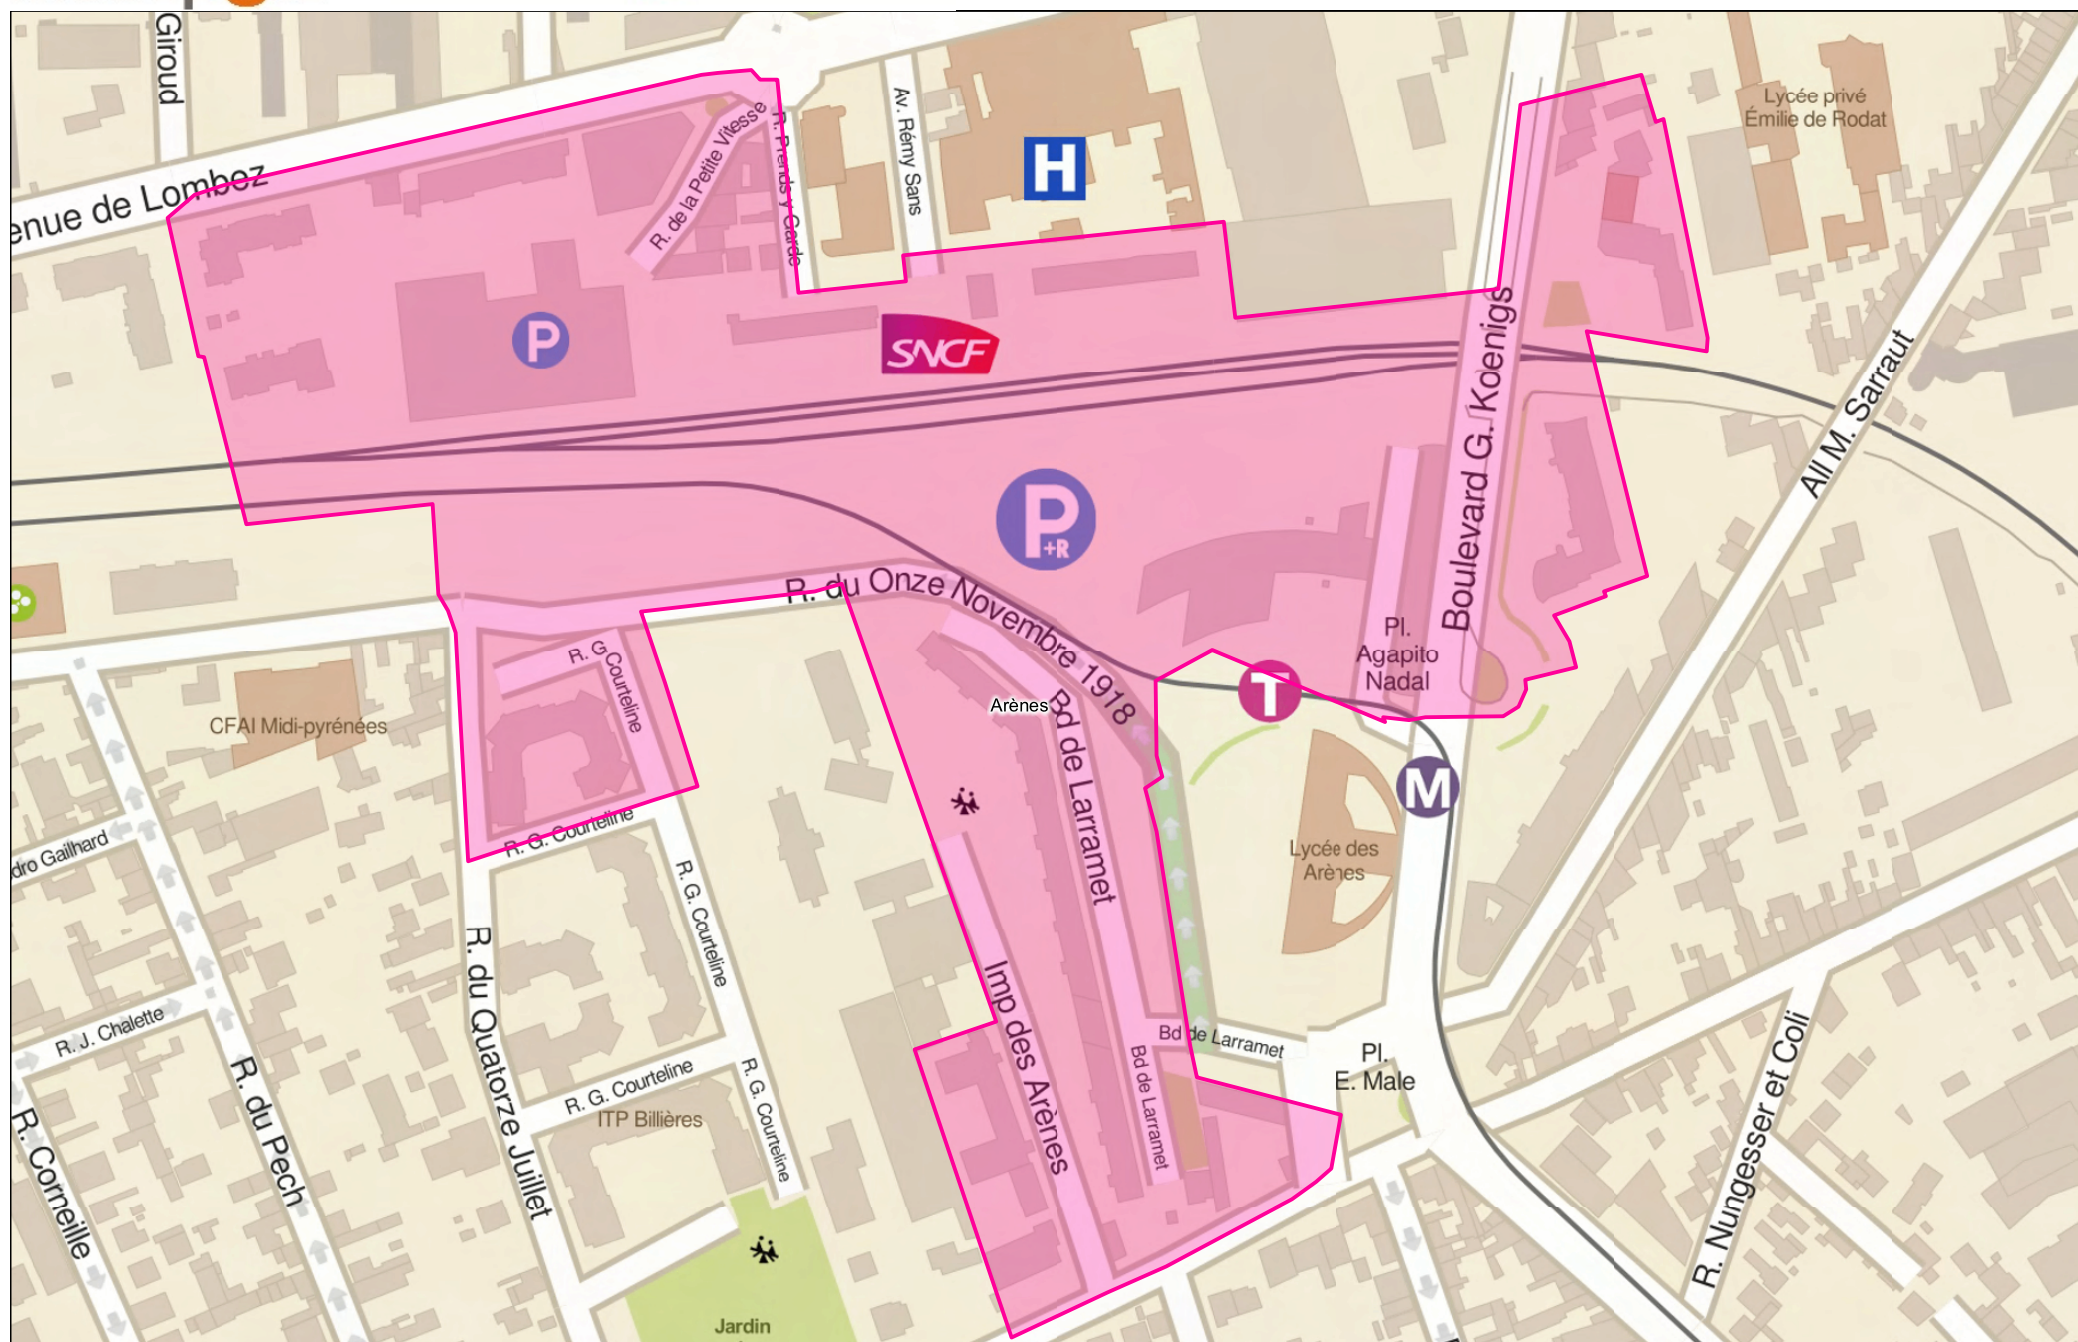 Giroud
enue de Lombez
R. de la Petite Vitesse
R. Prends y Garde
Av. Rémy Sans
H
Lycée privé
Émilie de Rodat
P
SNCF
Boulevard G. Koenigs
All M. Sarraut
P
+R
R. du Onze Novembre 1918
Pl.
Agapito
Nadal
R. G
Courteline
T
Arènes
CFAI Midi-pyrénées
Bd de Larramet
M
R. G. Courteline
Lycée des
Arènes
dro Gailhard
R. G. Courteline
R. du Quatorze Juillet
Imp des Arènes
R. J. Chalette
Bd de Larramet
Pl.
E. Male
R. du Pech
R. G. Courteline
ITP Billières
R. G. Courteline
Bd de Larramet
R. Nungesser et Coli
R. Corneille
Jardin